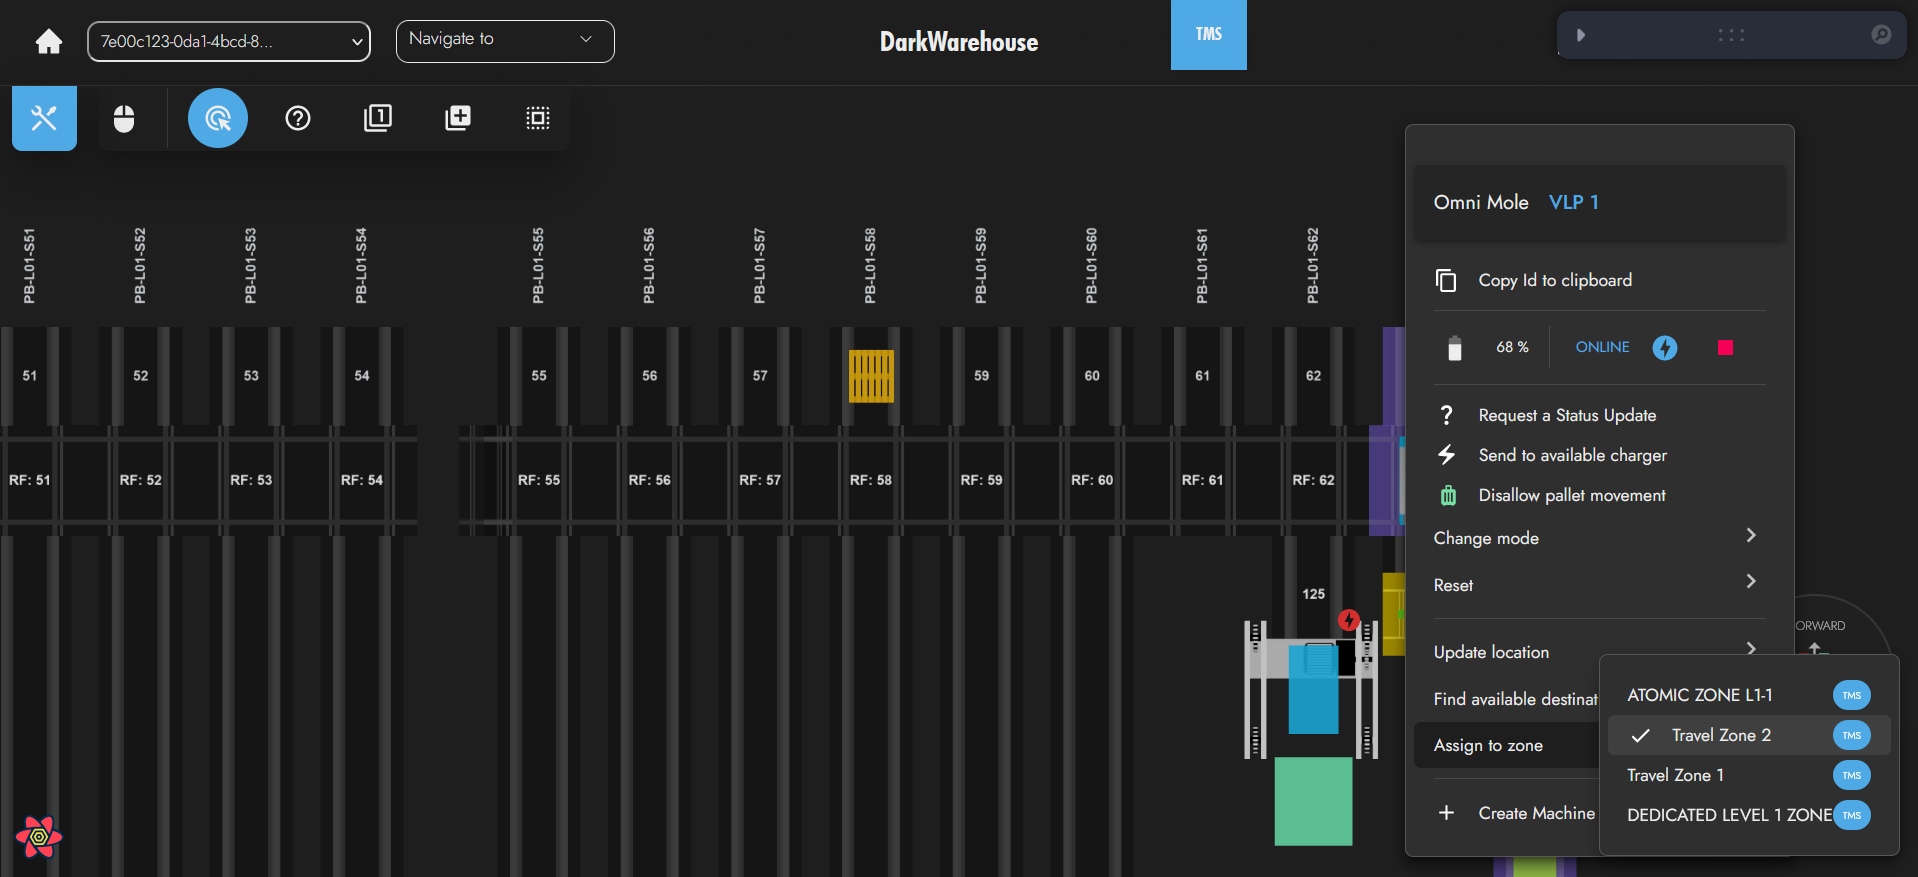 7e00c123-0da1-4bcd-8...
Navigate to
DarkWarehouse
TMS
1
PB-L01-S51
PB-L01-S52
PB-L01-S53
PB-L01-S54
PB-L01-S55
PB-L01-S56
PB-L01-S57
PB-L01-S58
PB-L01-S59
PB-L01-S60
PB-L01-S61
PB-L01-S62
51
52
53
54
55
56
57
59
60
61
62
RF: 51
RF: 52
RF: 53
RF: 54
RF: 55
RF: 56
RF: 57
RF: 58
RF: 59
RF: 60
RF: 61
RF: 62
125
Omni Mole VLP 1
Copy Id to clipboard
68 % ONLINE
? Request a Status Update
Send to available charger
Disallow pallet movement
Change mode
Reset
Update location
Find available destinat
Assign to zone
Create Machine
ORWARD
ATOMIC ZONE L1-1 TMS
Travel Zone 2 TMS
Travel Zone 1 TMS
DEDICATED LEVEL 1 ZONE TMS